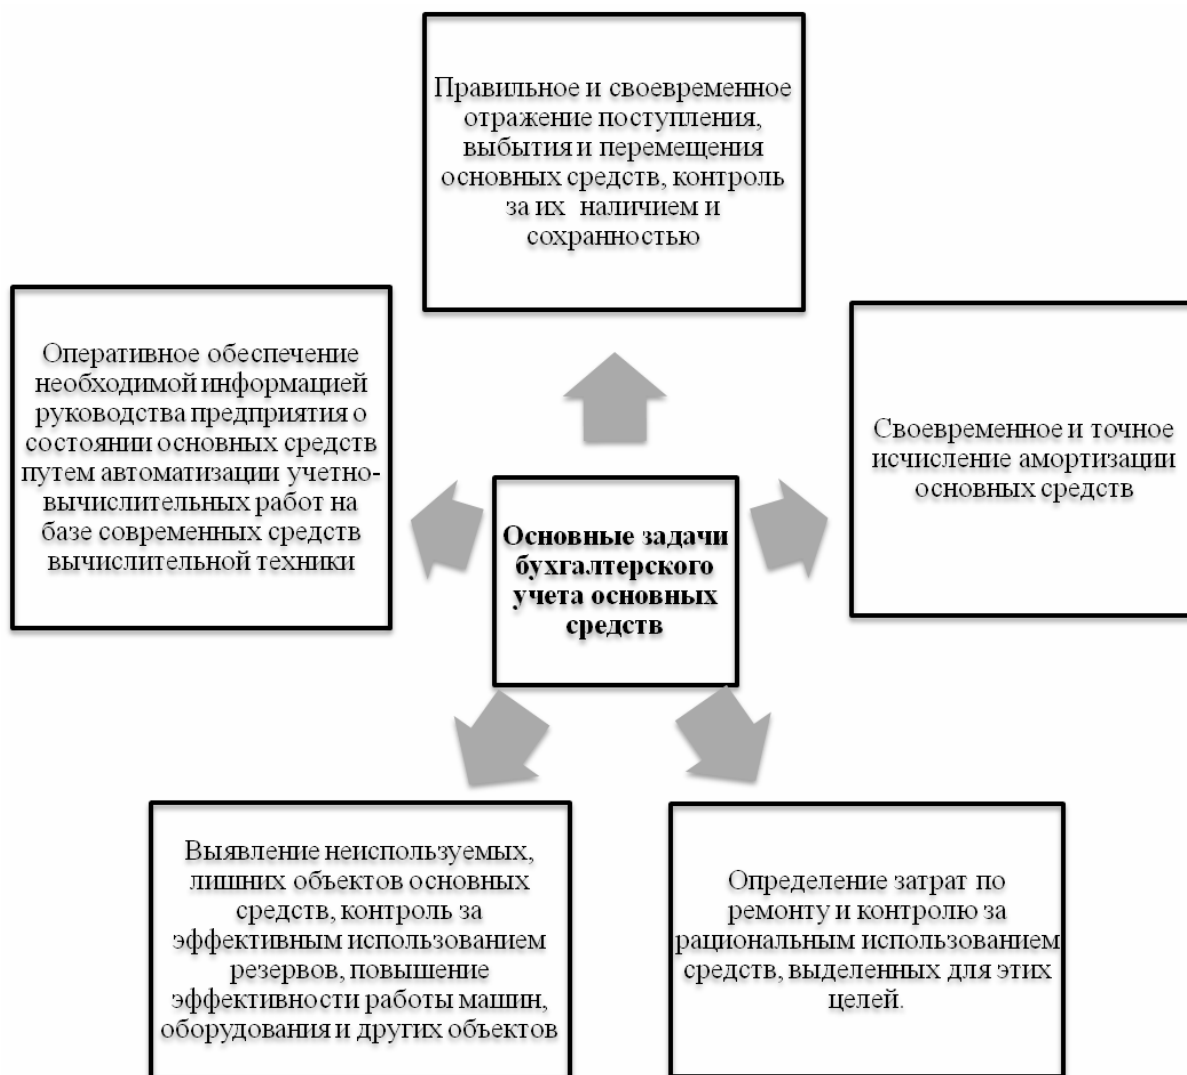 Правильное и своевременное
отражение поступления,
выбытия и перемещения
основных средств, контроль
за их наличием и
сохранностью
Оперативное обеспечение
необходимой информацией
руководства предприятия о
состоянии основных средств
путем автоматизации учетно-
вычислительных работ на
базе современных средств
вычислительной техники
Своевременное и точное
исчисление амортизации
основных средств
Основные задачи
бухгалтерского
учета основных
средств
Выявление неиспользуемых,
лишних объектов основных
средств, контроль за
эффективным использованием
резервов, повышение
эффективности работы машин,
оборудования и других объектов
Определение затрат по
ремонту и контролю за
рациональным использованием
средств, выделенных для этих
целей.